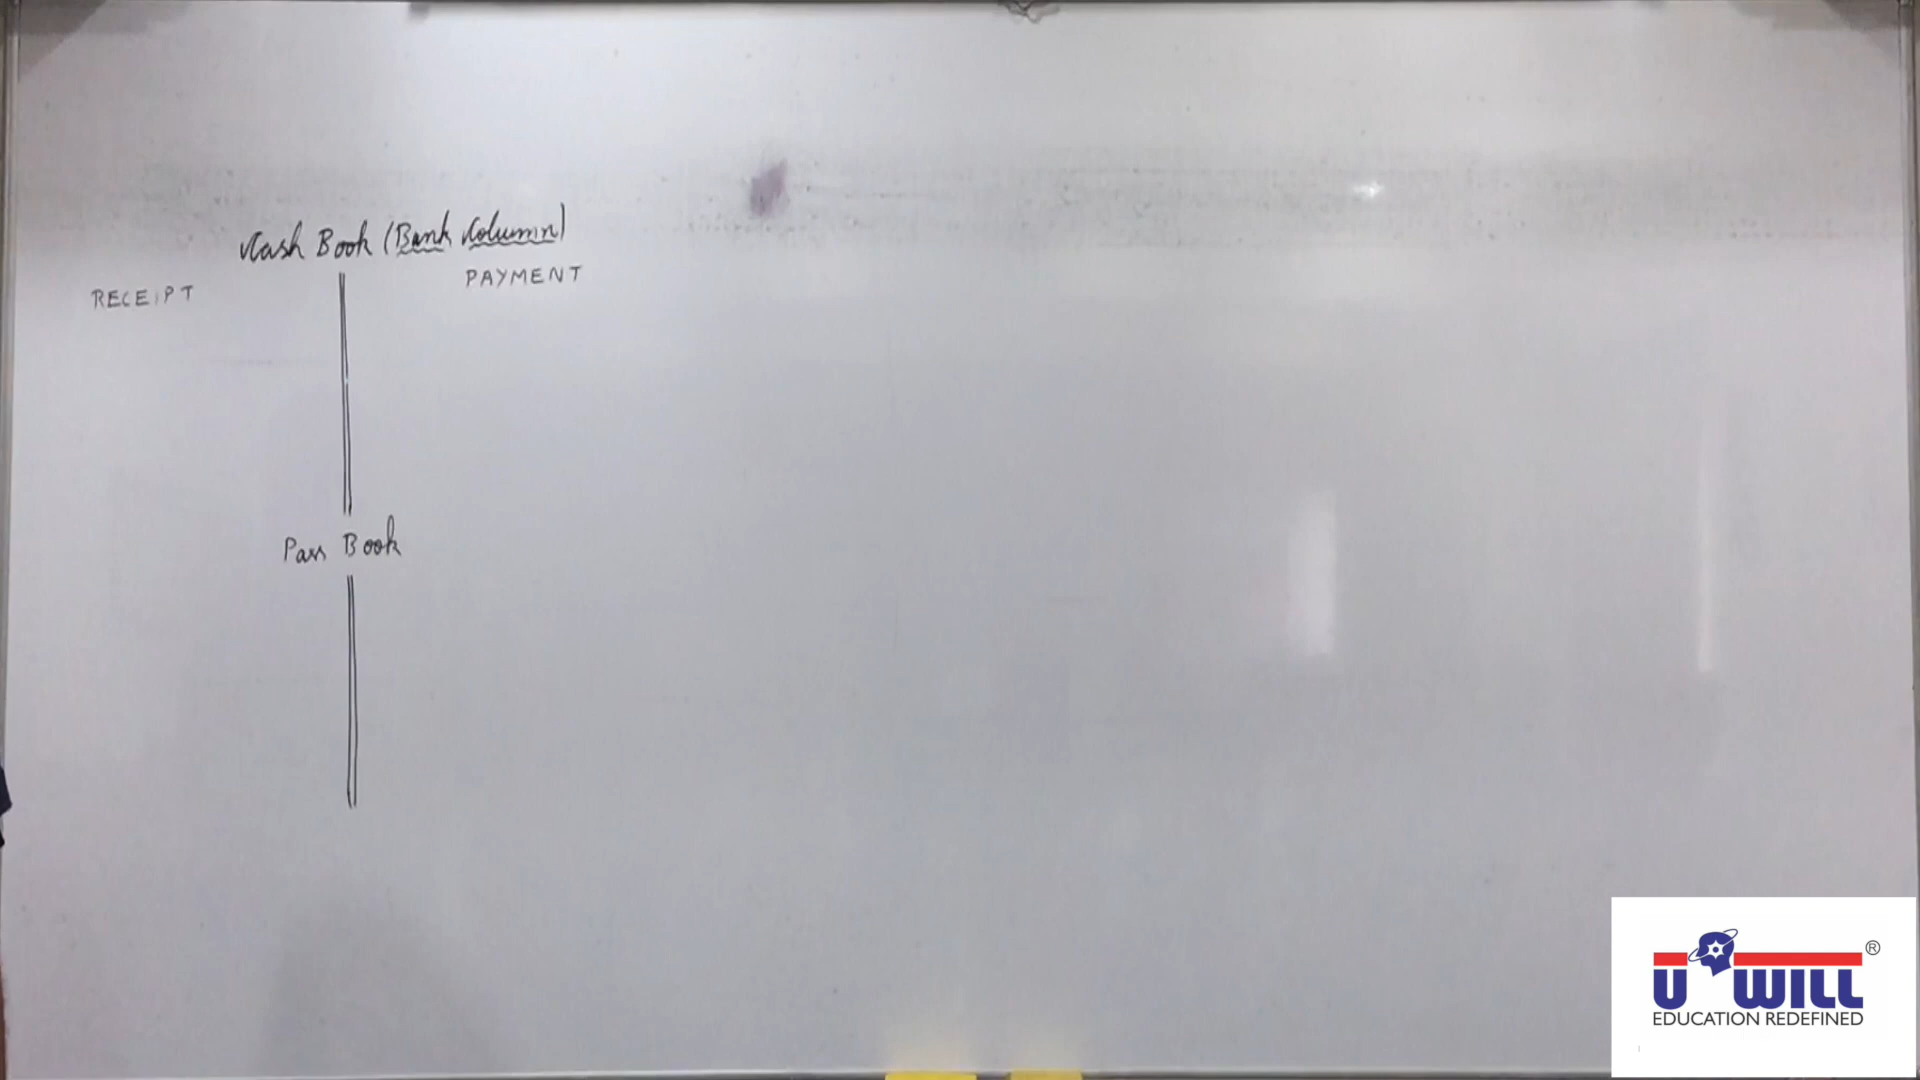 Cash Book (Bank Column)
RECEIPT
PAYMENT
Pass Book
U WILL ®
EDUCATION REDEFINED